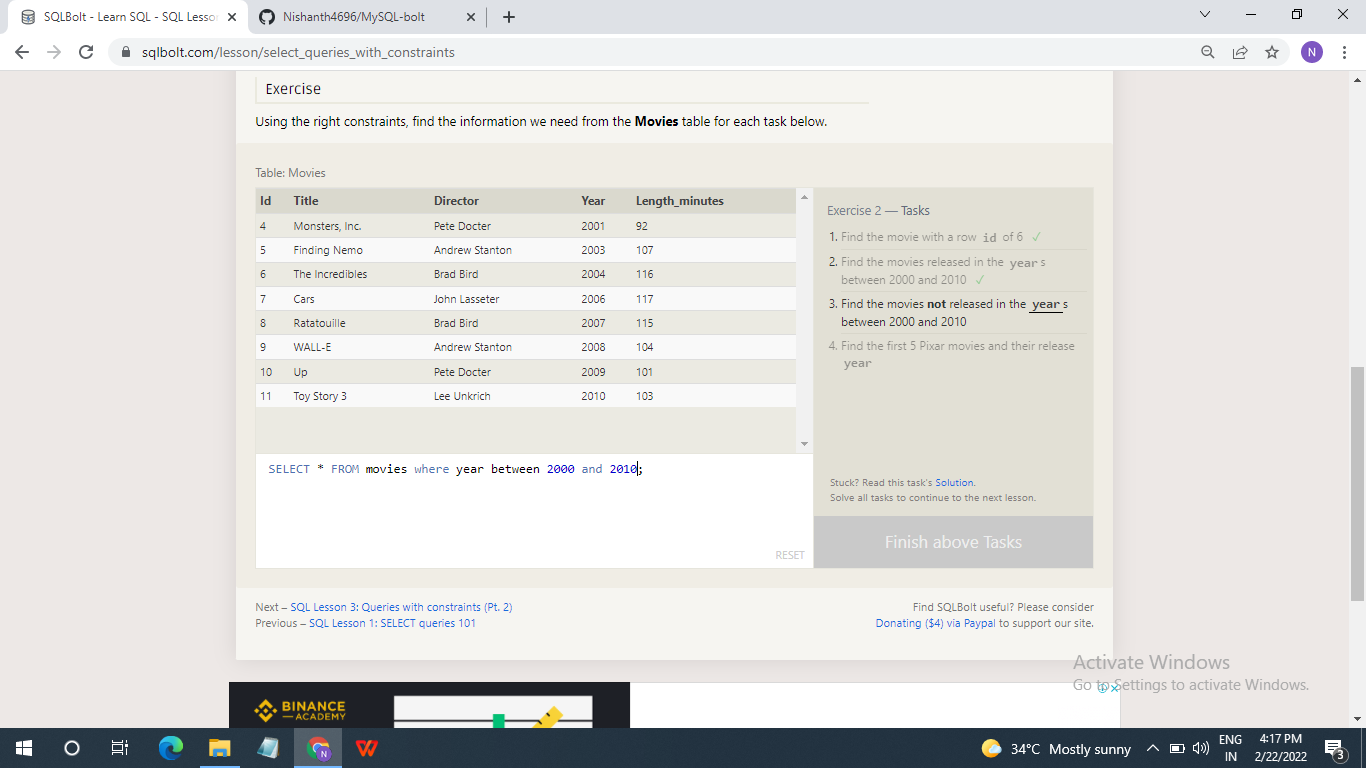 SQLBolt - Learn SQL - SQL Lesso
Nishanth4696/MySQL-bolt
sqlbolt.com/lesson/select_queries_with_constraints
N
Exercise
Using the right constraints, find the information we need from the Movies table for each task below.
Table: Movies
Id Title Director Year Length_minutes
4 Monsters, Inc. Pete Docter 2001 92
5 Finding Nemo Andrew Stanton 2003 107
6 The Incredibles Brad Bird 2004 116
7 Cars John Lasseter 2006 117
8 Ratatouille Brad Bird 2007 115
9 WALL-E Andrew Stanton 2008 104
10 Up Pete Docter 2009 101
11 Toy Story 3 Lee Unkrich 2010 103
SELECT * FROM movies where year between 2000 and 2010;
RESET
Exercise 2 — Tasks
1. Find the movie with a row id of 6 ✓
2. Find the movies released in the year s
between 2000 and 2010 ✓
3. Find the movies not released in the year s
between 2000 and 2010
4. Find the first 5 Pixar movies and their release
year
Stuck? Read this task's Solution.
Solve all tasks to continue to the next lesson.
Finish above Tasks
Next – SQL Lesson 3: Queries with constraints (Pt. 2)
Previous – SQL Lesson 1: SELECT queries 101
Find SQLBolt useful? Please consider
Donating ($4) via Paypal to support our site.
Activate Windows
Go to Settings to activate Windows.
BINANCE
ACADEMY
N
34°C Mostly sunny
ENG
IN
4:17 PM
2/22/2022
3